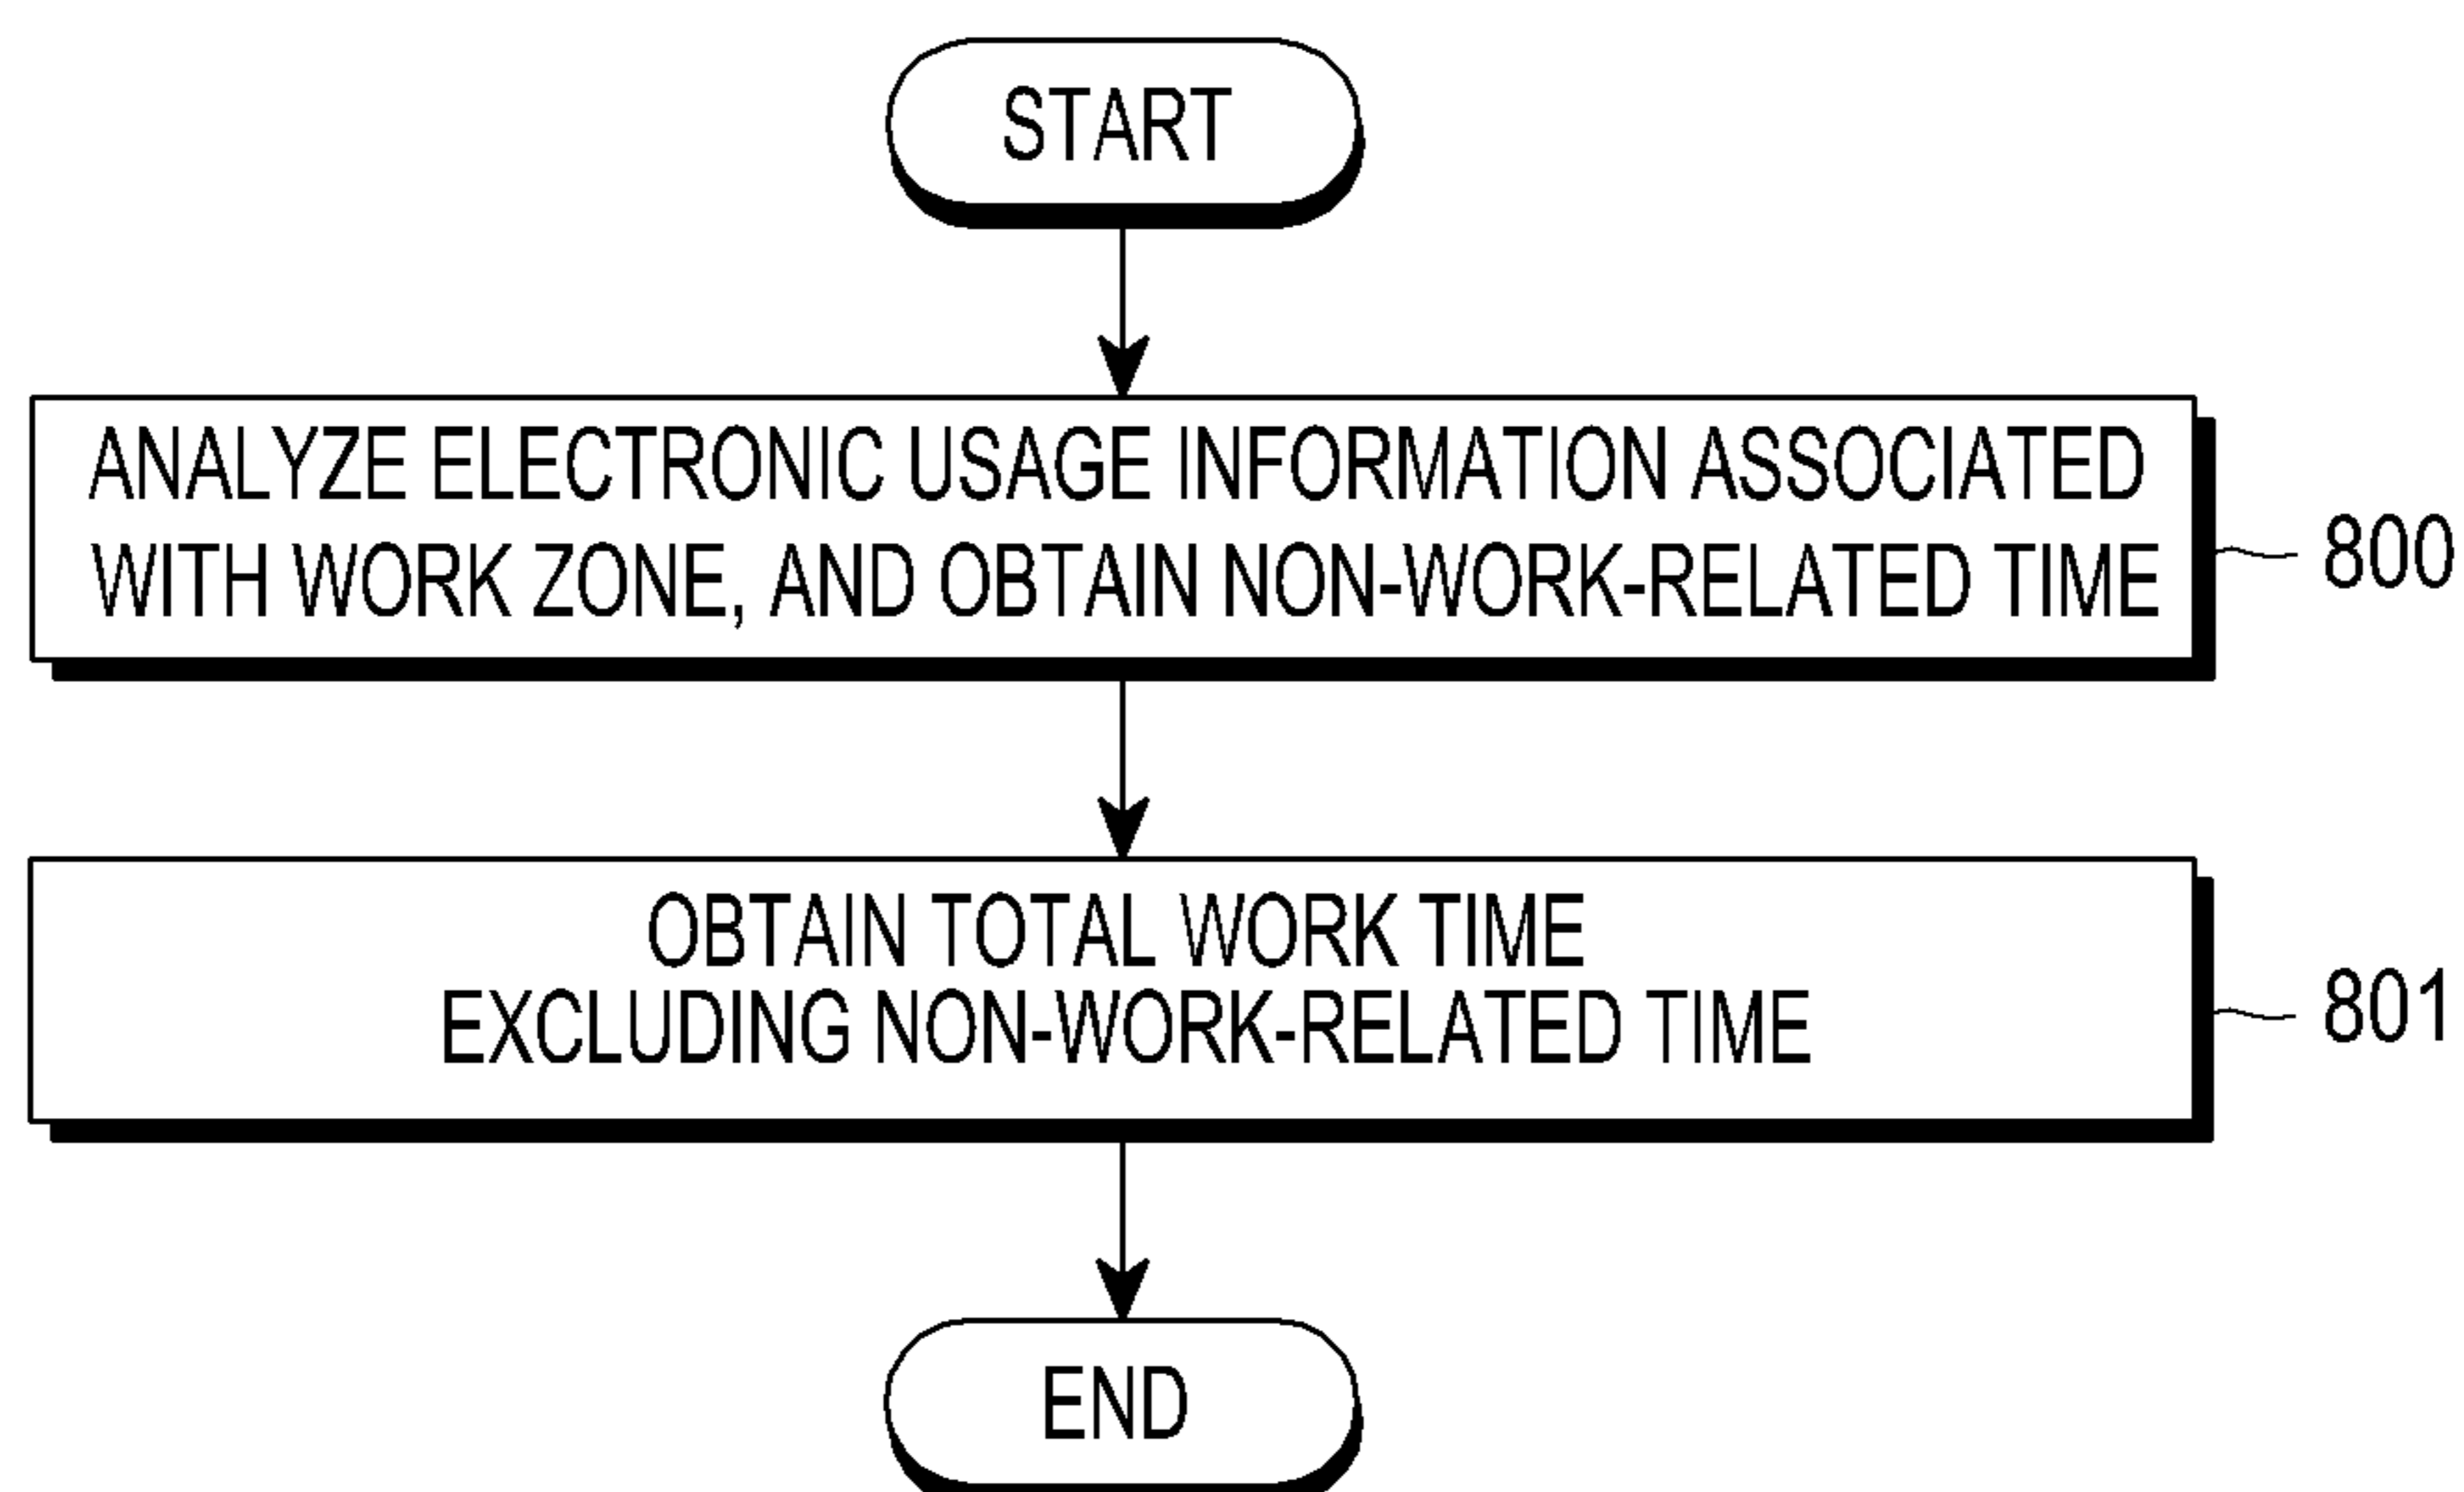 START
ANALYZE ELECTRONIC USAGE INFORMATION ASSOCIATED
WITH WORK ZONE, AND OBTAIN NON-WORK-RELATED TIME
800
OBTAIN TOTAL WORK TIME
EXCLUDING NON-WORK-RELATED TIME
801
END